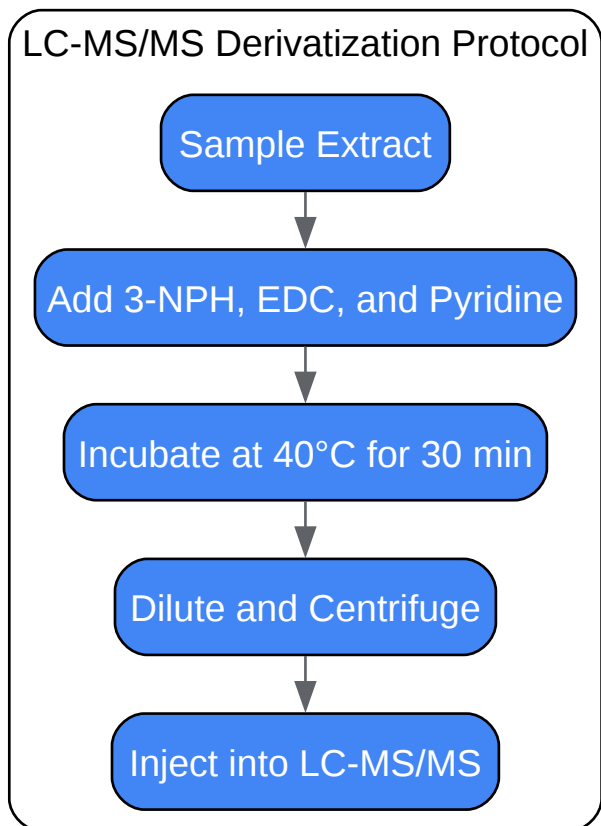 LC-MS/MS Derivatization Protocol
Sample Extract
Add 3-NPH, EDC, and Pyridine
Incubate at 40°C for 30 min
Dilute and Centrifuge
Inject into LC-MS/MS